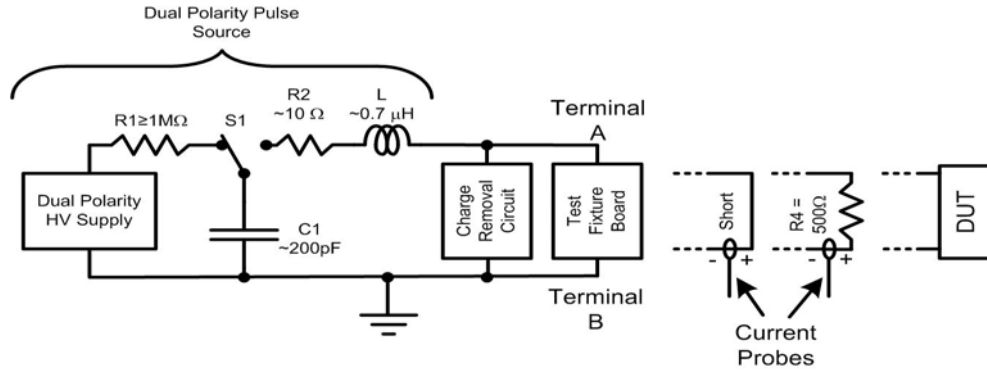 Dual Polarity Pulse
Source
R1≥1MΩ
S1
R2
~10 Ω
L
~0.7 μH
Terminal
A
Dual Polarity
HV Supply
C1
~200pF
Charge
Removal
Circuit
Test
Fixture
Board
Short
- +
R4 =
500Ω
- +
DUT
Terminal
B
Current
Probes